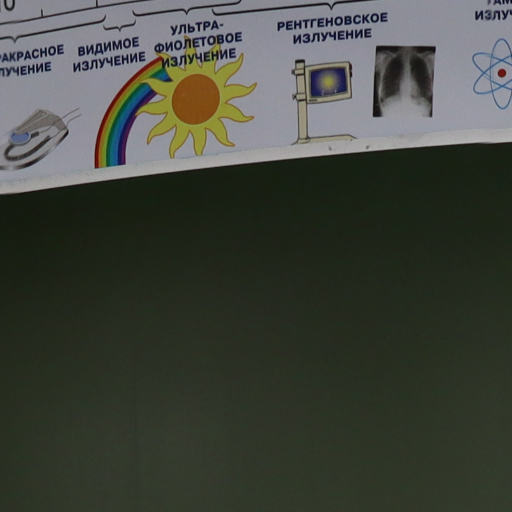 ВИДИМОЕ
ИЗЛУЧЕНИЕ
УЛЬТРА-
ФИОЛЕТОВОЕ
ИЗЛУЧЕНИЕ
РЕНТГЕНОВСКОЕ
ИЗЛУЧЕНИЕ